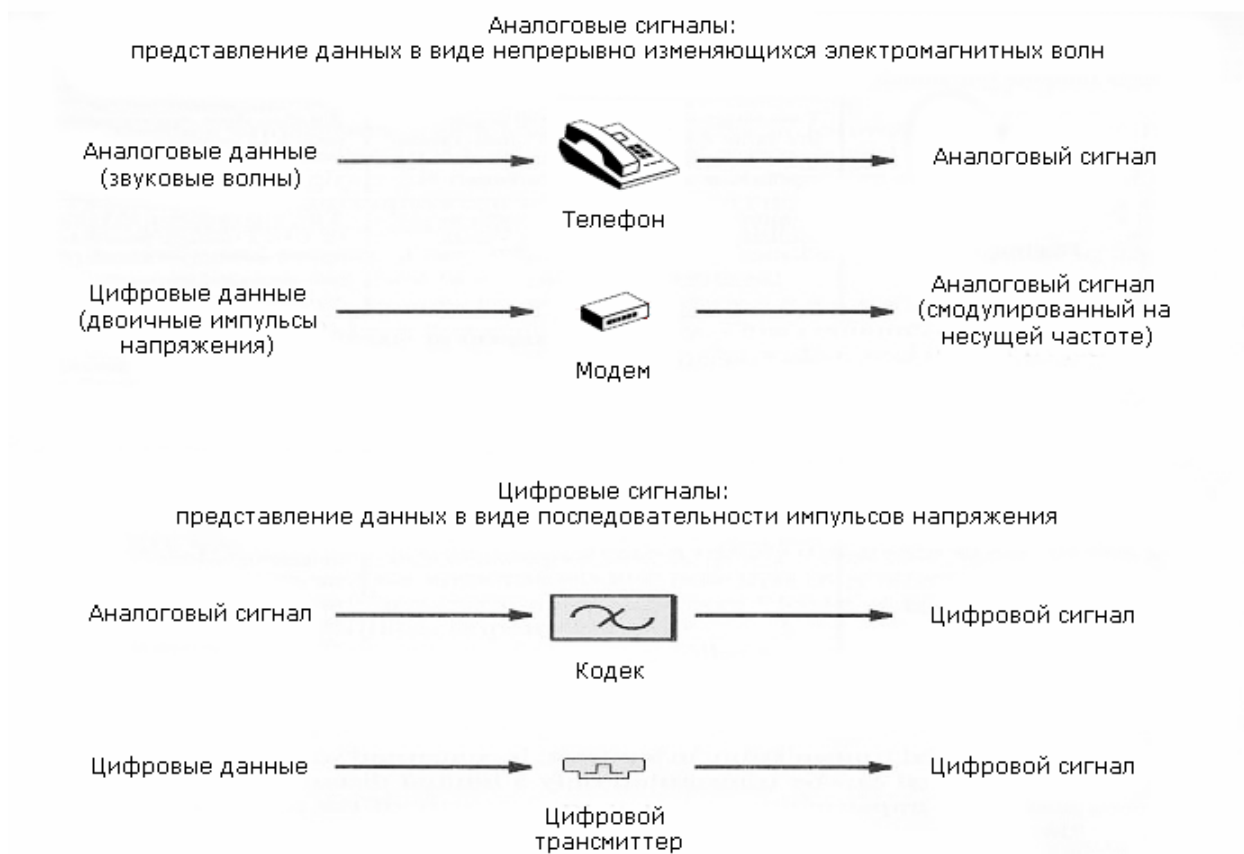 Аналоговые сигналы:
представление данных в виде непрерывно изменяющихся электромагнитных волн
Аналоговые данные
(звуковые волны)
Телефон
Аналоговый сигнал
Цифровые данные
(двоичные импульсы
напряжения)
Модем
Аналоговый сигнал
(смодулированный на
несущей частоте)
Цифровые сигналы:
представление данных в виде последовательности импульсов напряжения
Аналоговый сигнал
Кодек
Цифровой сигнал
Цифровые данные
Цифровой
трансмиттер
Цифровой сигнал